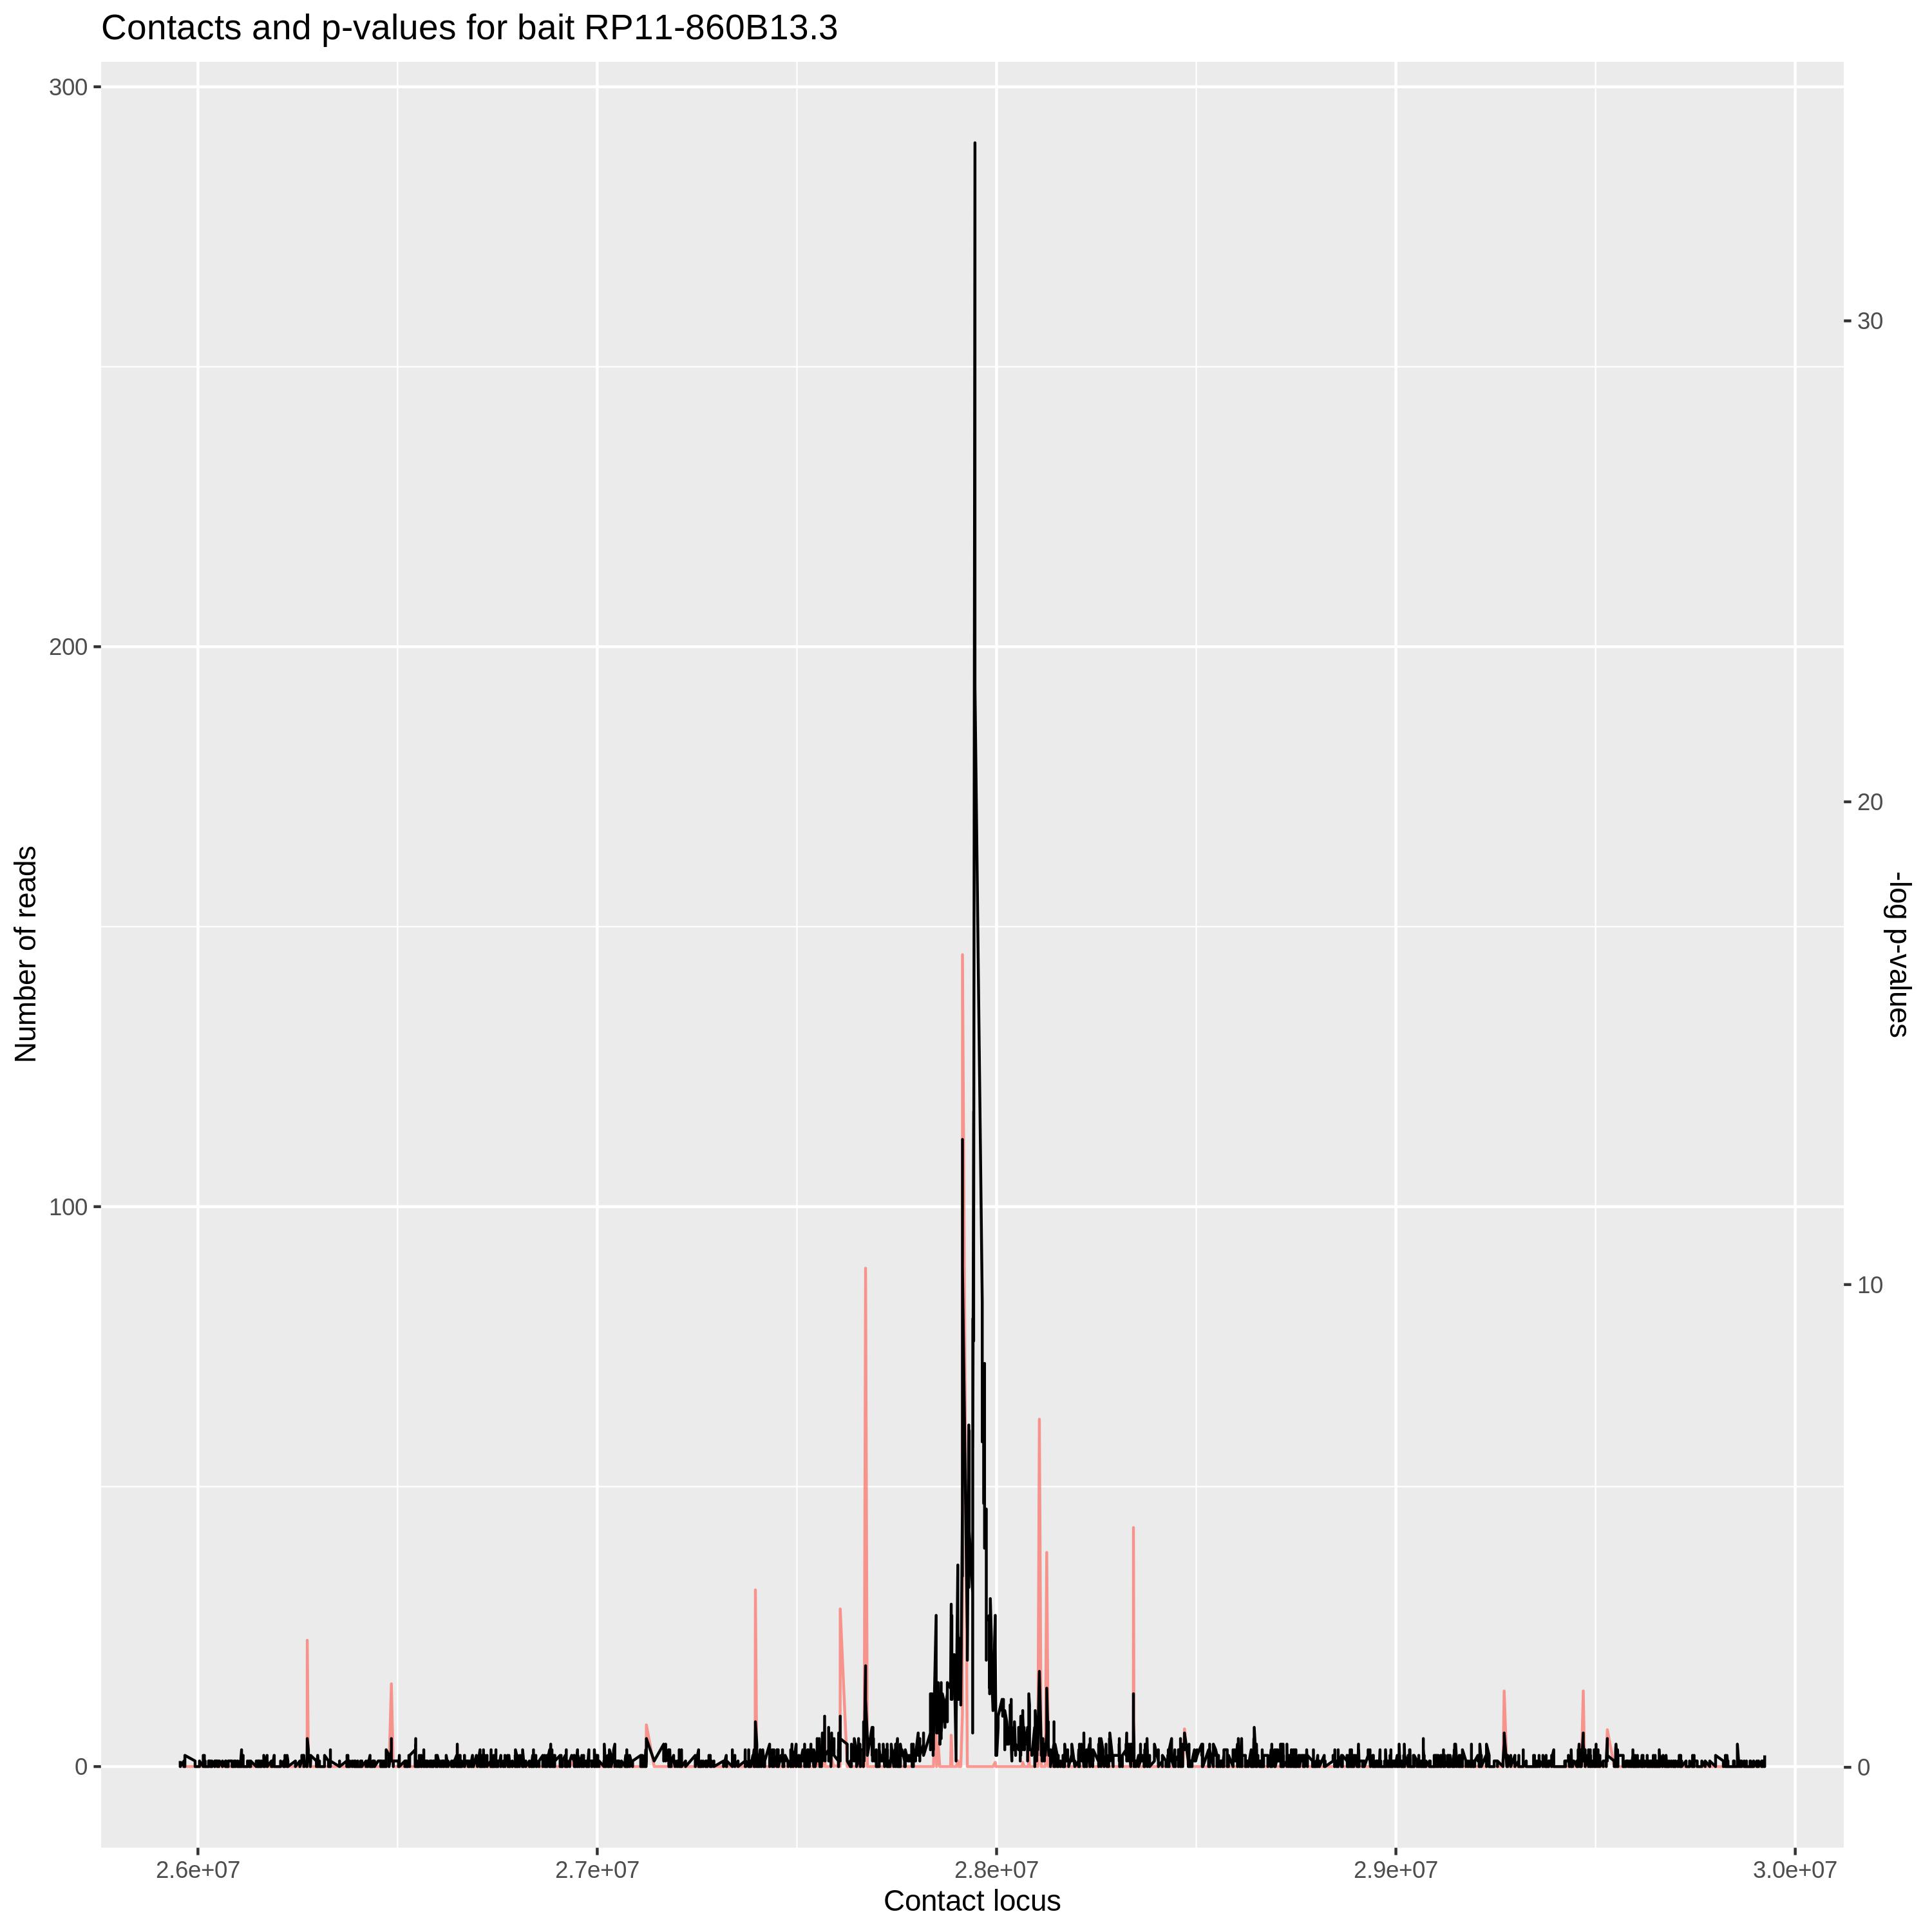 Contacts and p-values for bait RP11-860B13.3
300
200
100
0
Number of reads
30
20
10
0
-log p-values
2.6e+07
2.7e+07
2.8e+07
2.9e+07
3.0e+07
Contact locus